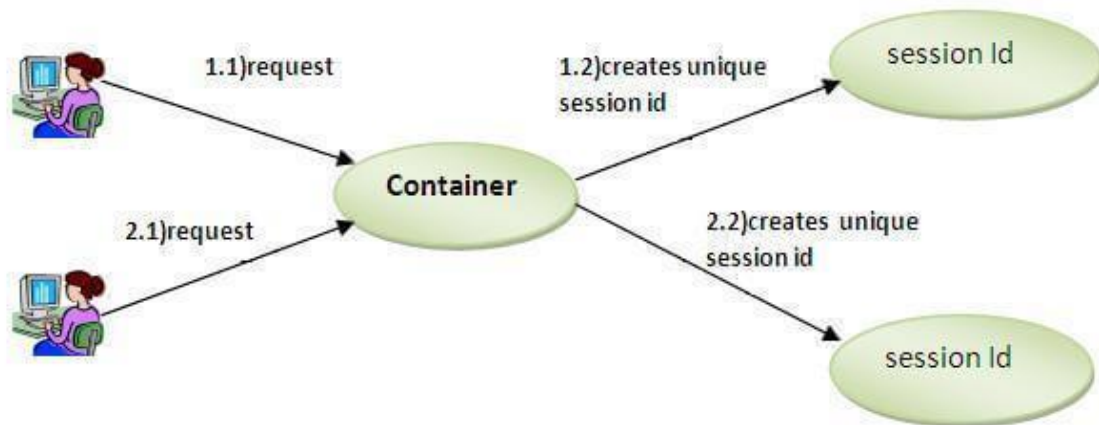 1.1)request
1.2)creates unique
session id
session Id
Container
2.1)request
2.2)creates unique
session id
session Id